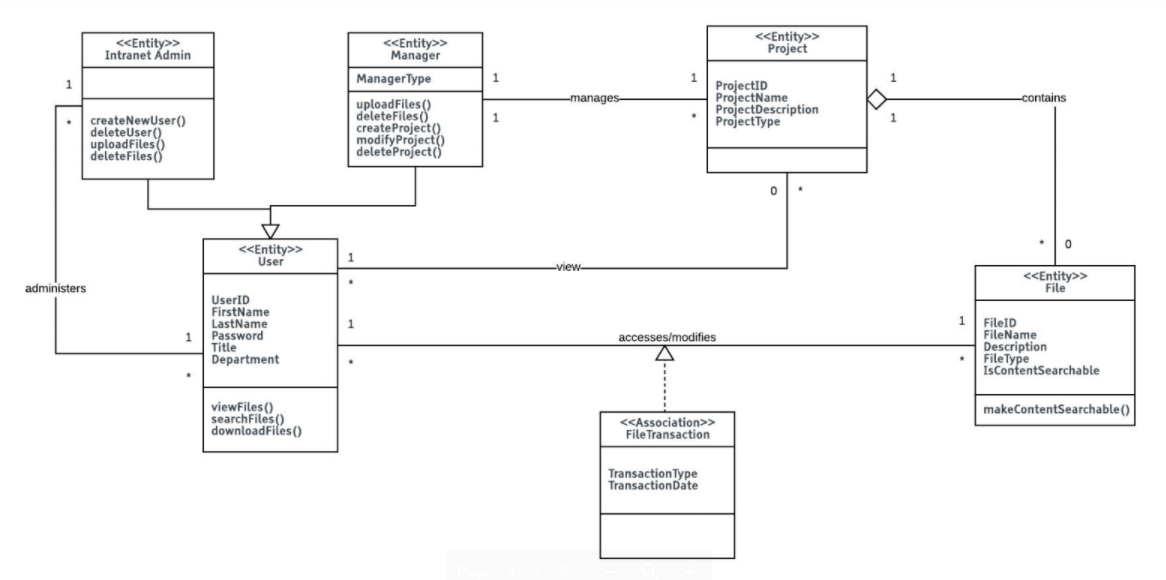 <<Entity>>
Intranet Admin
createNewUser()
deleteUser()
uploadFiles()
deleteFiles()
<<Entity>>
Manager
ManagerType
uploadFiles()
deleteFiles()
createProject()
modifyProject()
deleteProject()
1
1
manages
1
*
<<Entity>>
Project
ProjectID
ProjectName
ProjectDescription
ProjectType
1
1
contains
*
0
<<Entity>>
File
FileID
FileName
Description
FileType
IsContentSearchable
makeContentSearchable()
1
*
administers
1
*
<<Entity>>
User
UserID
FirstName
LastName
Password
Title
Department
viewFiles()
searchFiles()
downloadFiles()
1
*
view
0
*
1
*
accesses/modifies
1
*
<<Association>>
FileTransaction
TransactionType
TransactionDate